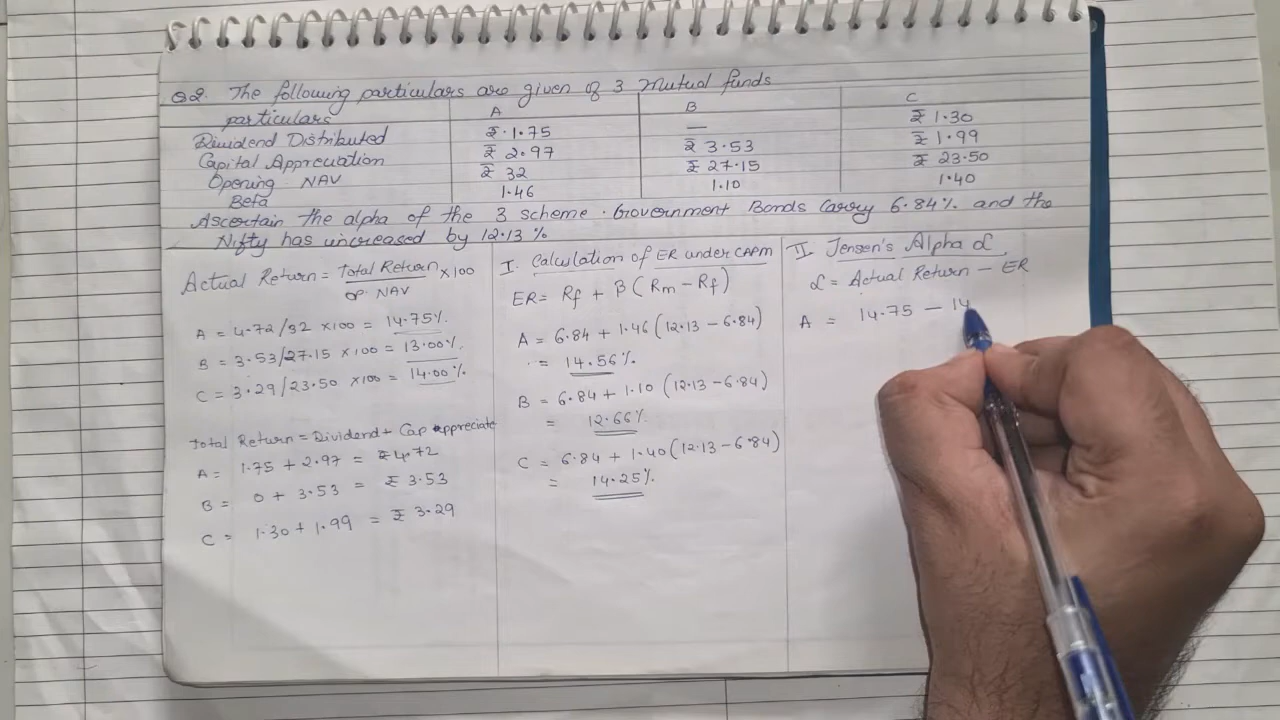 Q2. The following particulars are given of 3 Mutual funds
particulars A B C
Dividend Distributed ₹ 1.75 — ₹ 1.30
Capital Appreciation ₹ 2.97 ₹ 3.53 ₹ 1.99
Opening NAV ₹ 32 ₹ 27.15 ₹ 23.50
Beta 1.46 1.10 1.40
Ascertain the alpha of the 3 scheme. Government Bonds carry 6.84% and the
Nifty has increased by 12.13%
Actual Return = Total Return / OP. NAV × 100
A = 4.72/32 ×100 = 14.75%
B = 3.53/27.15 ×100 = 13.00%
C = 3.29/23.50 ×100 = 14.00%
Total Return = Dividend + Cap Appreciate
A = 1.75 + 2.97 = ₹4.72
B = 0 + 3.53 = ₹ 3.53
C = 1.30 + 1.99 = ₹ 3.29
I. Calculation of ER under CAPM
ER = Rf + β (Rm - Rf)
A = 6.84 + 1.46 (12.13 - 6.84)
= 14.56%
B = 6.84 + 1.10 (12.13 - 6.84)
= 12.66%
C = 6.84 + 1.40 (12.13 - 6.84)
= 14.25%
II Jensen's Alpha α
α = Actual Return - ER
A = 14.75 - 14